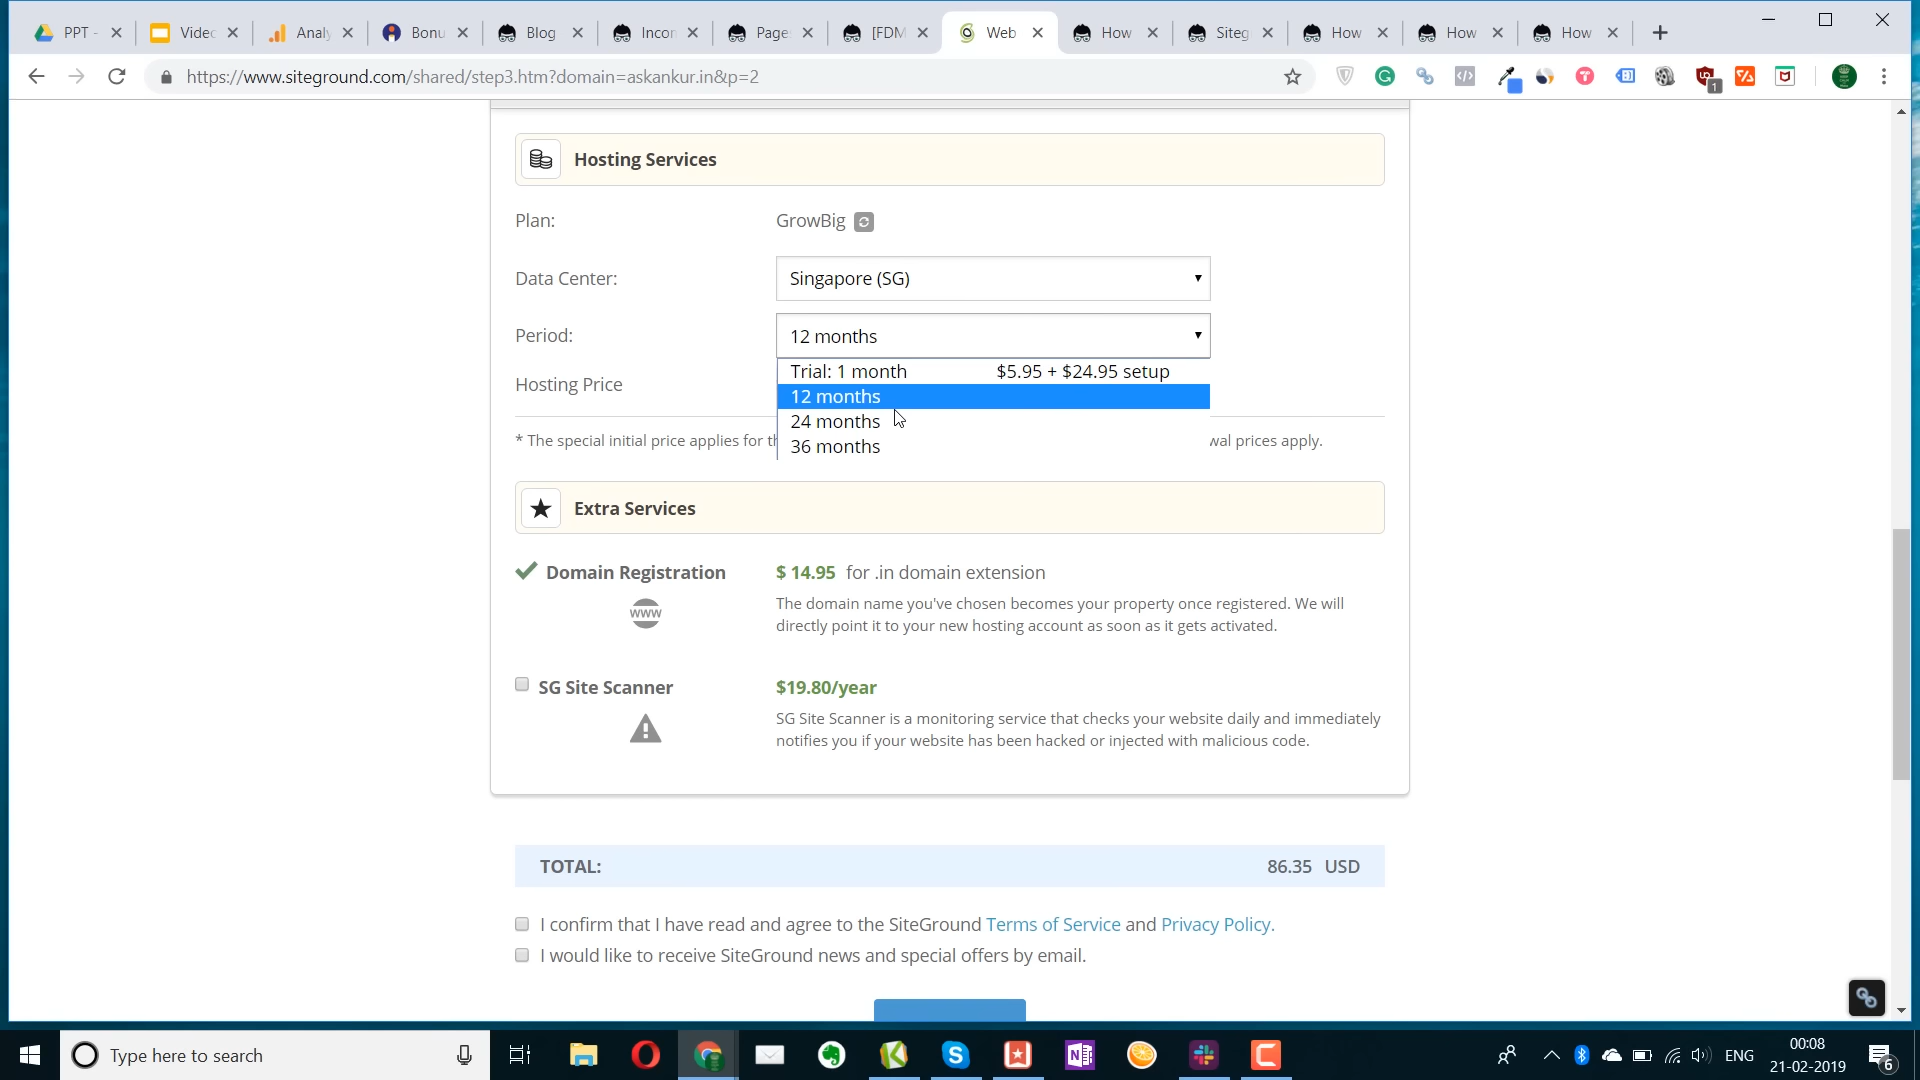 PPT -
Video
Analy
Bonu
Blog
Incor
Page
[FDM
Web
How
Siteg
How
How
How
https://www.siteground.com/shared/step3.htm?domain=askankur.in&p=2
1
Hosting Services
Plan:
GrowBig
Data Center:
Singapore (SG)
Period:
12 months
Trial: 1 month $5.95 + $24.95 setup
Hosting Price
12 months
24 months
* The special initial price applies for th
wal prices apply.
36 months
Extra Services
Domain Registration
$ 14.95 for .in domain extension
www
The domain name you've chosen becomes your property once registered. We will
directly point it to your new hosting account as soon as it gets activated.
SG Site Scanner
$19.80/year
SG Site Scanner is a monitoring service that checks your website daily and immediately
notifies you if your website has been hacked or injected with malicious code.
TOTAL:
86.35 USD
I confirm that I have read and agree to the SiteGround Terms of Service and Privacy Policy.
I would like to receive SiteGround news and special offers by email.
Type here to search
ENG
00:08
21-02-2019
6